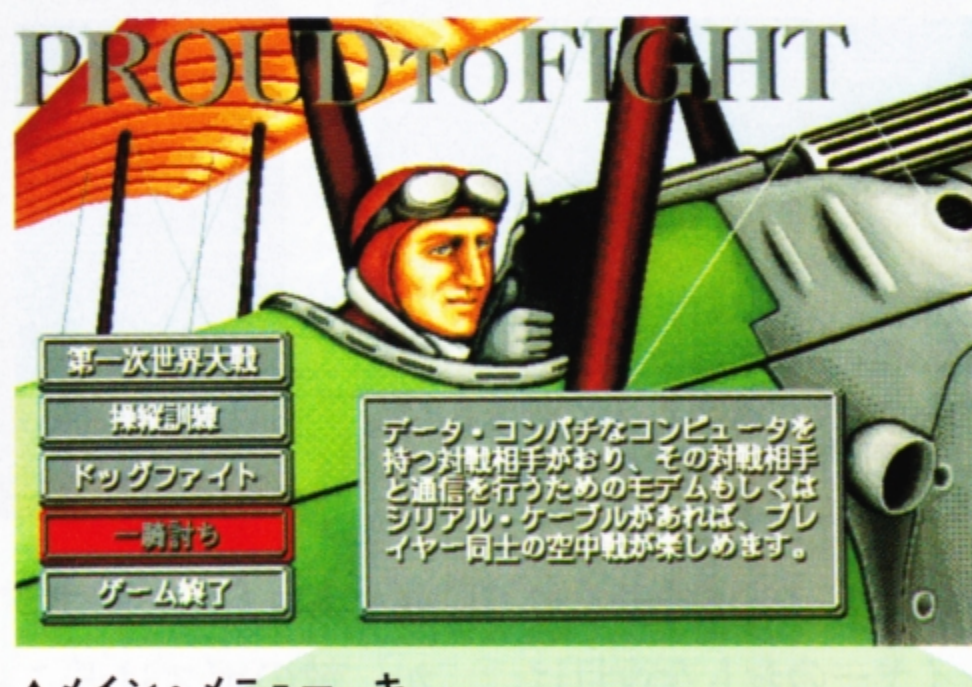 PROUD TO FIGHT
第一次世界大戦
操縦訓練
ドッグファイト
一騎討ち
ゲーム終了
データ・コンパチなコンピュータを
持つ対戦相手がおり、その対戦相手
と通信を行うためのモデムもしくは
シリアル・ケーブルがあれば、プレ
イヤー同士の空中戦が楽しめます。